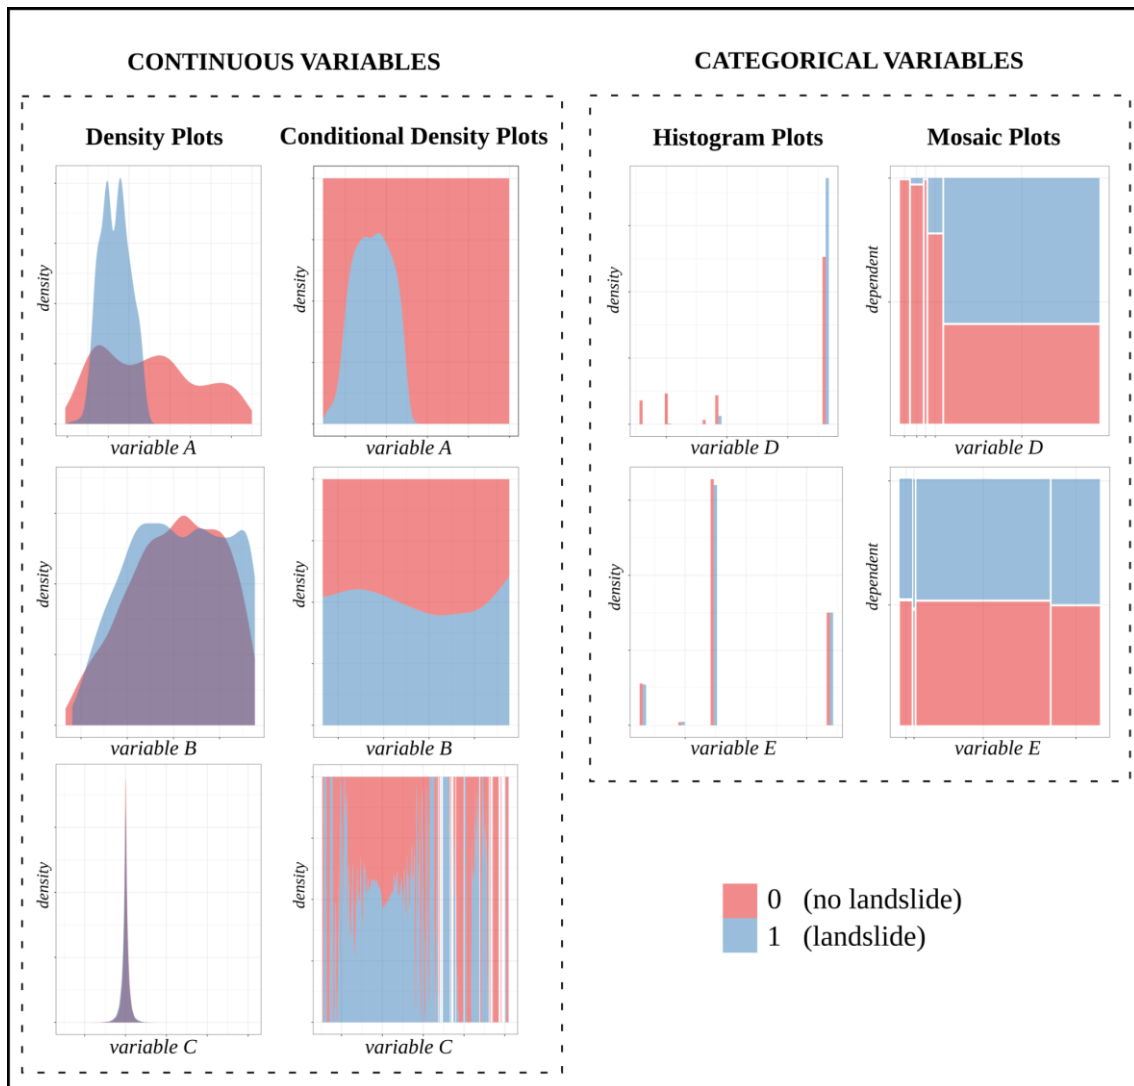 CONTINUOUS VARIABLES
CATEGORICAL VARIABLES
Density Plots
Conditional Density Plots
Histogram Plots
Mosaic Plots
density
variable A
density
variable A
density
variable D
dependent
variable D
density
variable B
density
variable B
density
variable E
dependent
variable E
density
variable C
density
variable C
0 (no landslide)
1 (landslide)